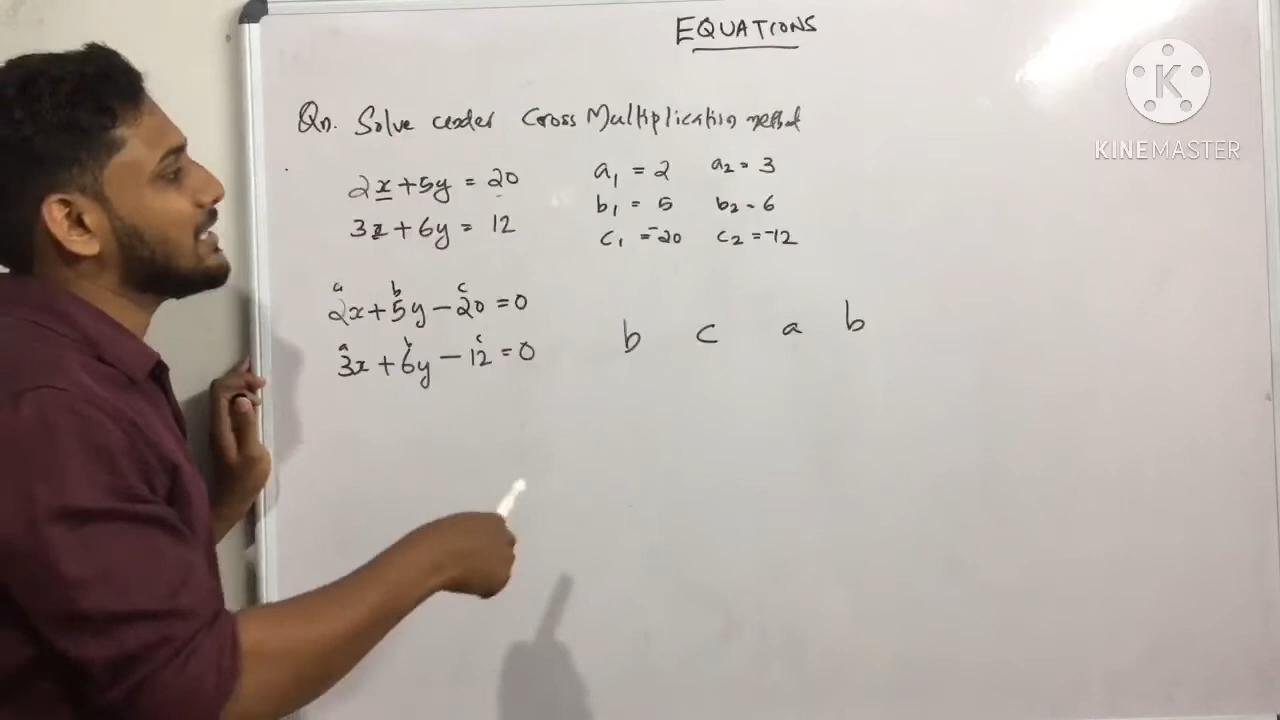 EQUATIONS
Qn. Solve under Cross Multiplication method
2x + 5y = 20
3x + 6y = 12
a₁ = 2 a₂ = 3
b₁ = 5 b₂ = 6
c₁ = -20 c₂ = -12
a b c
2x + 5y - 20 = 0
a b c
3x + 6y - 12 = 0
b c a b
K
KINEMASTER